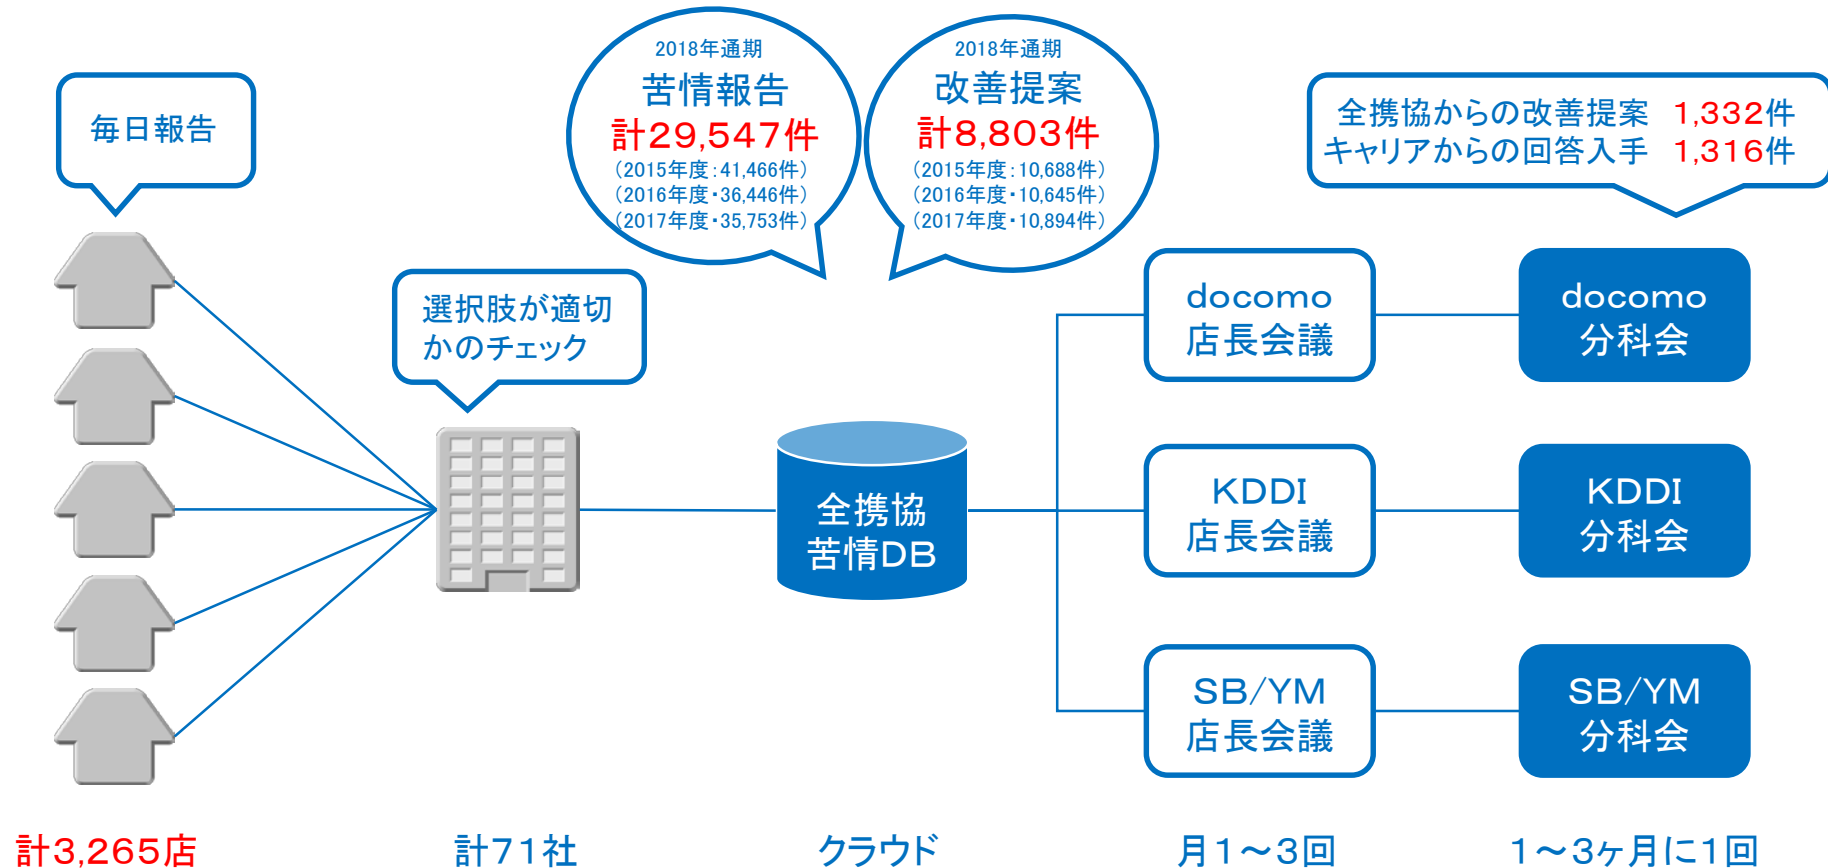 毎日報告
2018年通期
苦情報告
計29,547件
（2015年度：41,466件）
（2016年度・36,446件）
（2017年度・35,753件）
2018年通期
改善提案
計8,803件
（2015年度：10,688件）
（2016年度・10,645件）
（2017年度・10,894件）
全携協からの改善提案　1,332件
キャリアからの回答入手　1,316件
選択肢が適切
かのチェック
全携協
苦情DB
docomo
店長会議
docomo
分科会
KDDI
店長会議
KDDI
分科会
SB/YM
店長会議
SB/YM
分科会
計3,265店
計71社
クラウド
月1～3回
1～3ヶ月に1回